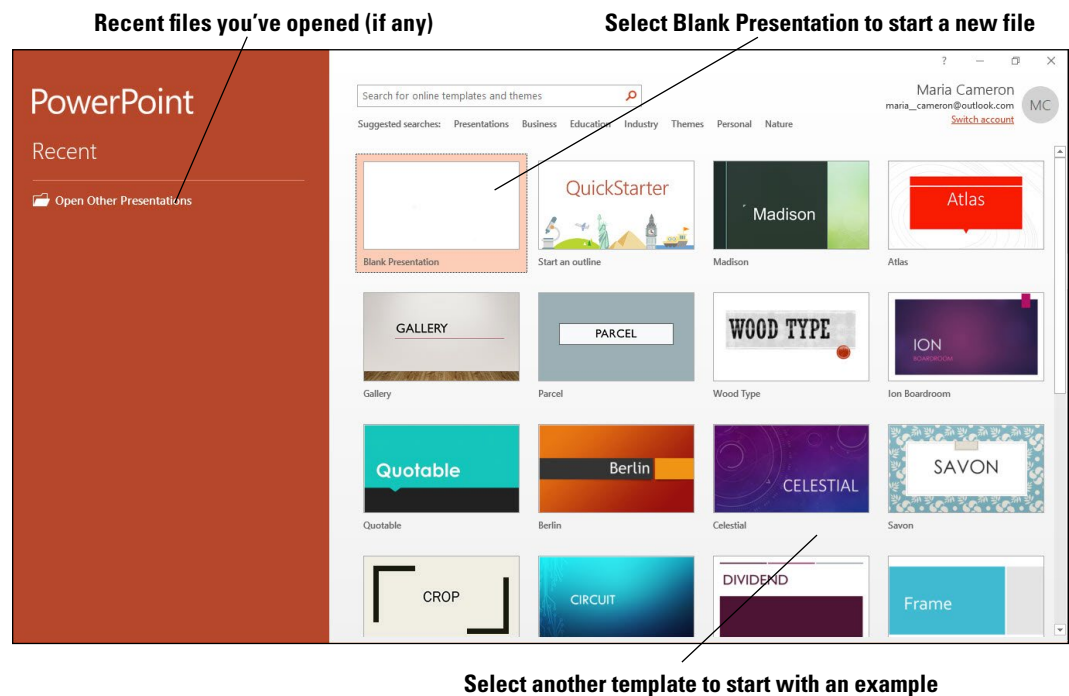 Recent files you've opened (if any)
Select Blank Presentation to start a new file
? — ×
PowerPoint
Recent
Open Other Presentations
Search for online templates and themes
Suggested searches: Presentations Business Education Industry Themes Personal Nature
Maria Cameron
maria__cameron@outlook.com
Switch account
MC
QuickStarter
Madison
Atlas
Blank Presentation
Start an outline
Madison
Atlas
GALLERY
PARCEL
WOOD TYPE
ION
BOARDROOM
Gallery
Parcel
Wood Type
Ion Boardroom
Quotable
Berlin
CELESTIAL
SAVON
Quotable
Berlin
Celestial
Savon
CROP
CIRCUIT
DIVIDEND
Frame
Select another template to start with an example